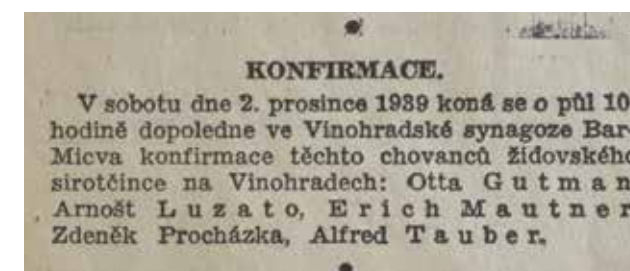 KONFIRMACE.
V sobotu dne 2. prosince 1939 koná se o půl 10
hodině dopoledne ve Vinohradské synagoze Bar-
Micva konfirmace těchto chovanců židovského
sirotčince na Vinohradech: Otta Gutman
Arnošt Luzato, Erich Mautner
Zdeněk Procházka, Alfred Tauber.